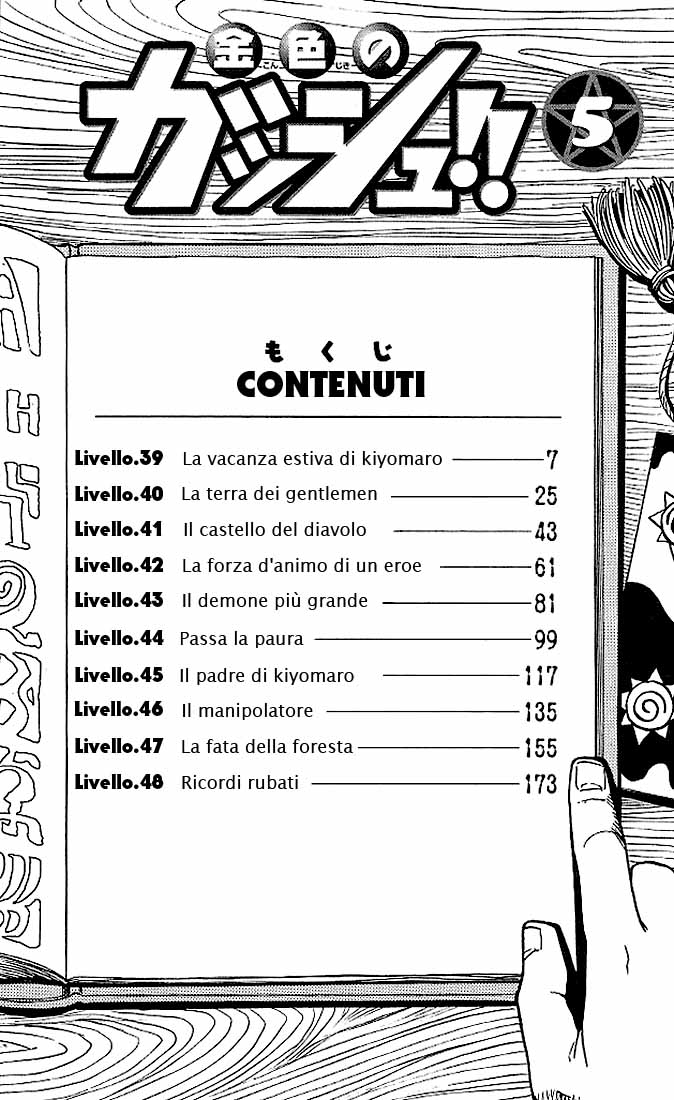 金色の
こんじき
ガッシュ!!
5
もくじ
CONTENUTI
Livello.39 La vacanza estiva di kiyomaro 7
Livello.40 La terra dei gentlemen 25
Livello.41 Il castello del diavolo 43
Livello.42 La forza d'animo di un eroe 61
Livello.43 Il demone più grande 81
Livello.44 Passa la paura 99
Livello.45 Il padre di kiyomaro 117
Livello.46 Il manipolatore 135
Livello.47 La fata della foresta 155
Livello.48 Ricordi rubati 173